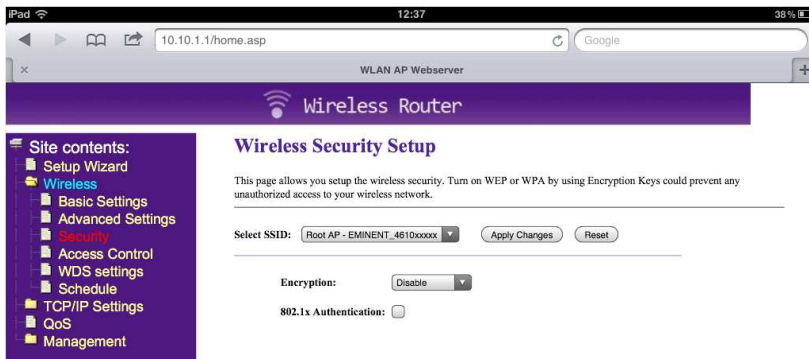 iPad 12:37 38%
10.10.1.1/home.asp Google
WLAN AP Webserver
Wireless Router
Site contents:
Setup Wizard
Wireless
Basic Settings
Advanced Settings
Security
Access Control
WDS settings
Schedule
TCP/IP Settings
QoS
Management
Wireless Security Setup
This page allows you setup the wireless security. Turn on WEP or WPA by using Encryption Keys could prevent any
unauthorized access to your wireless network.
Select SSID: Root AP - EMINENT_4610xxxxx Apply Changes Reset
Encryption: Disable
802.1x Authentication: